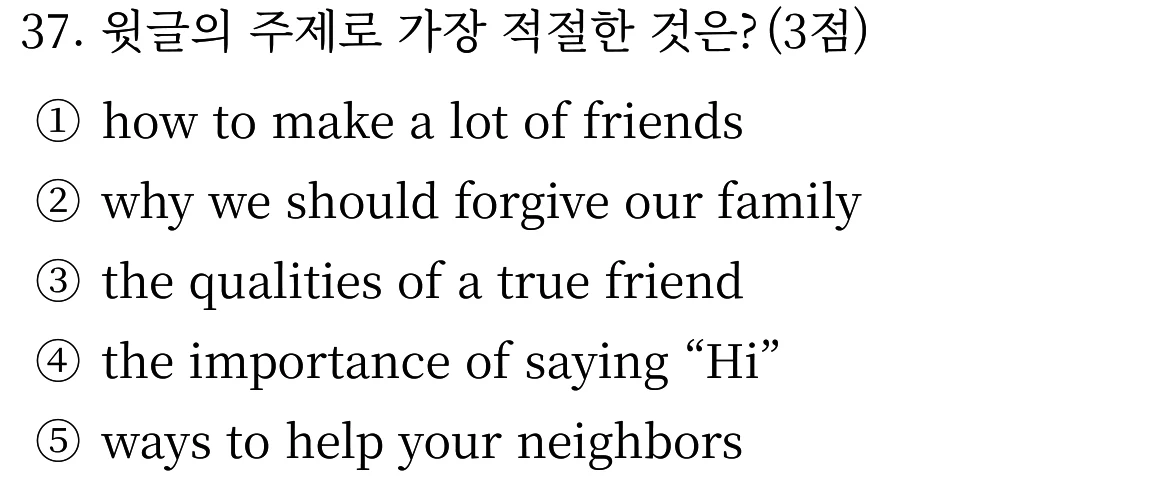 37. 윗글의 주제로 가장 적절한 것은? (3점)
① how to make a lot of friends
② why we should forgive our family
③ the qualities of a true friend
④ the importance of saying “Hi”
⑤ ways to help your neighbors